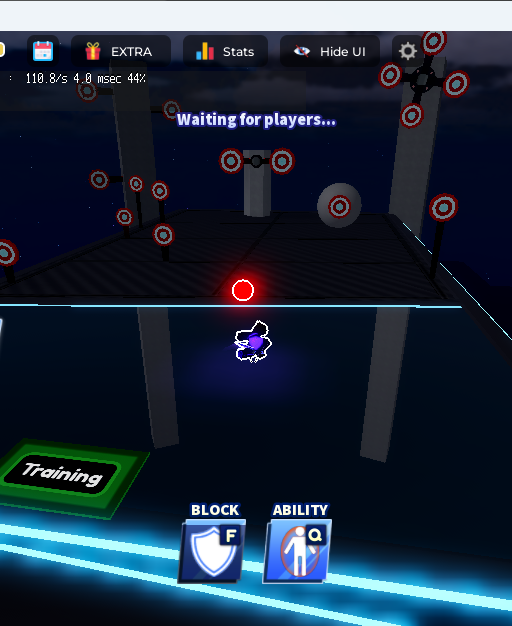 EXTRA
Stats
Hide UI
: 110.8/s 4.0 msec 44%
Waiting for players...
Training
BLOCK
ABILITY
F
Q